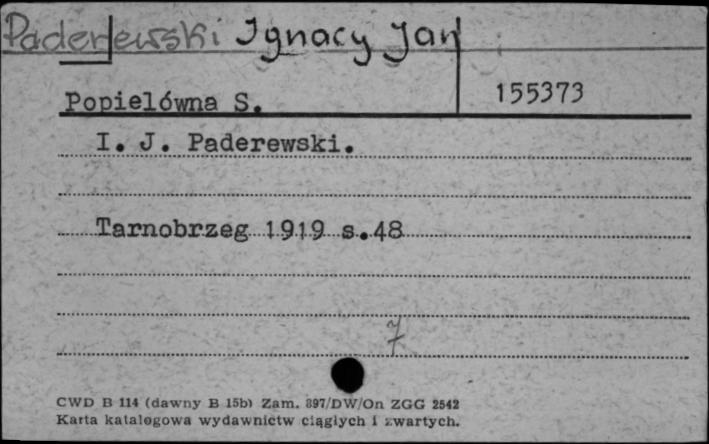 Paderewski Ignacy Jan
Popielówna S.
155373
I. J. Paderewski.
Tarnobrzeg 1919 s.48
7
CWD B 114 (dawny B 15b) Zam. 897/DW/On ZGG 2542
Karta katalogowa wydawnictw ciągłych i zwartych.